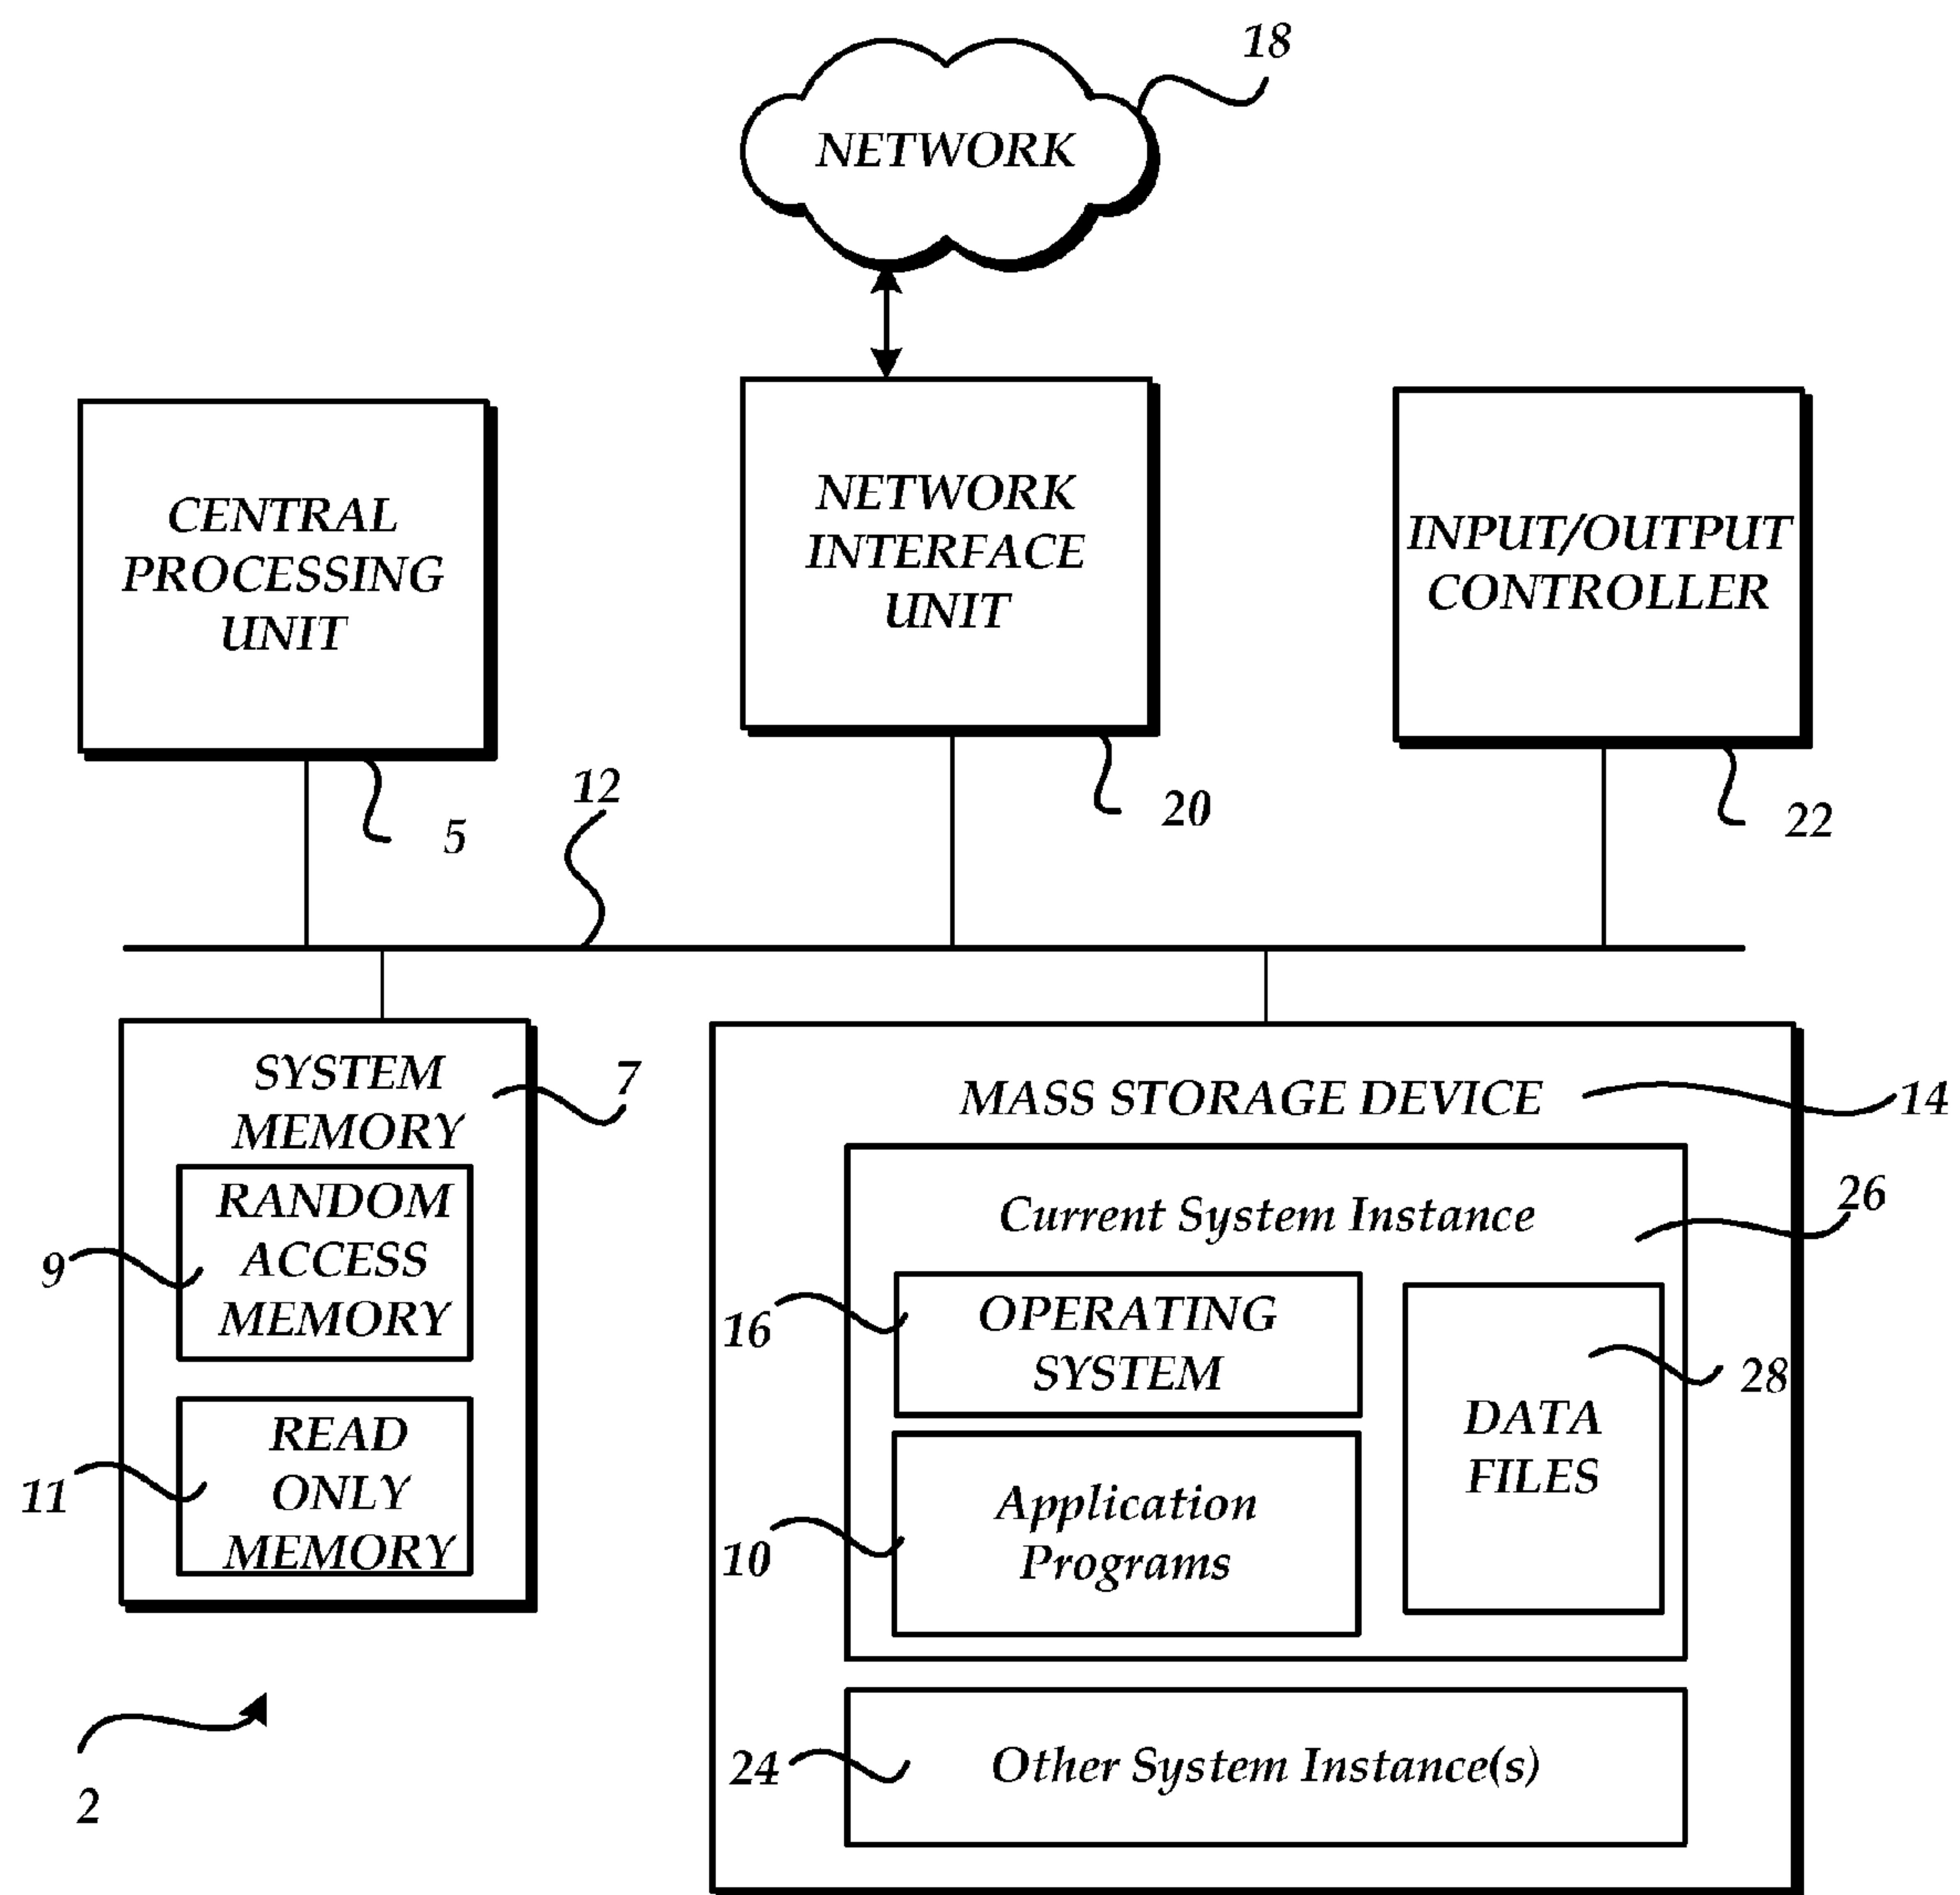 18
NETWORK
CENTRAL
PROCESSING
UNIT
NETWORK
INTERFACE
UNIT
INPUT/OUTPUT
CONTROLLER
5
12
20
22
SYSTEM
MEMORY
7
RANDOM
ACCESS
MEMORY
9
READ
ONLY
MEMORY
11
MASS STORAGE DEVICE
14
Current System Instance
26
16
OPERATING
SYSTEM
28
DATA
FILES
10
Application
Programs
24
Other System Instance(s)
2